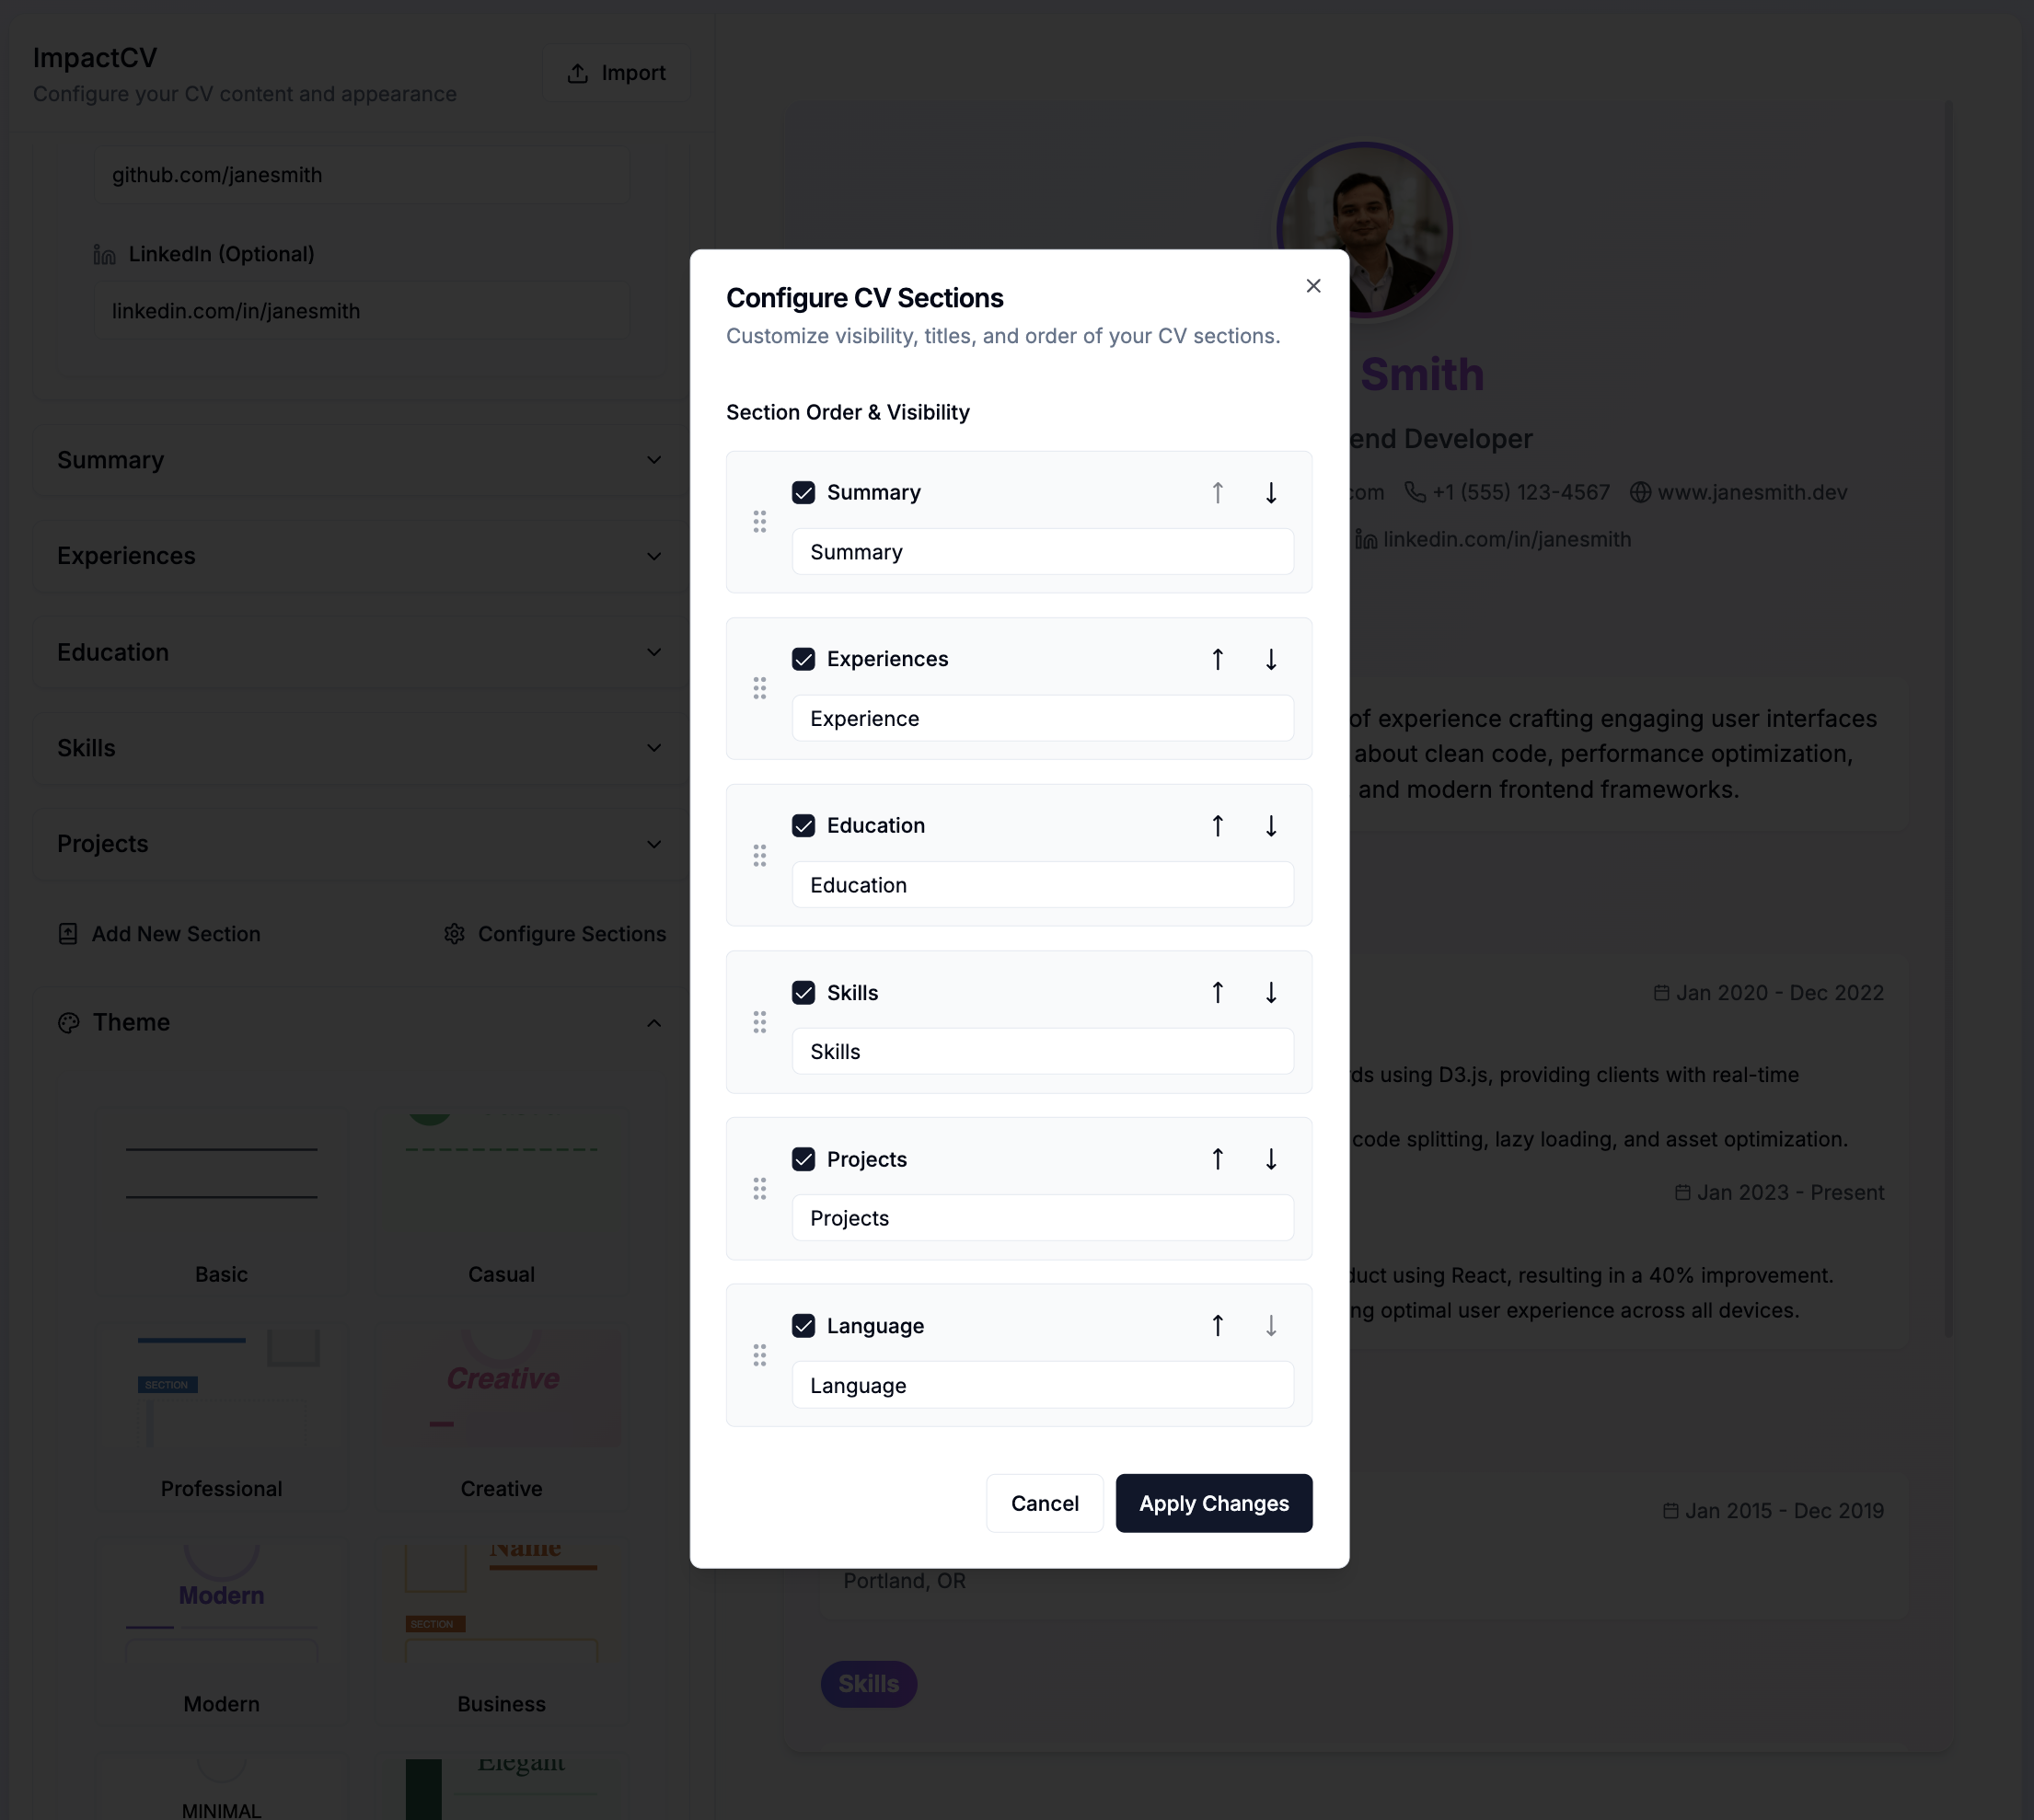 ImpactCV
Configure your CV content and appearance
Import
github.com/janesmith
LinkedIn (Optional)
linkedin.com/in/janesmith
Summary
Experiences
Education
Skills
Projects
Add New Section
Configure Sections
Theme
Basic
Casual
SECTION
Creative
Professional
Creative
Modern
Name
SECTION
Modern
Business
MINIMAL
Elegant
Configure CV Sections
Customize visibility, titles, and order of your CV sections.
Section Order & Visibility
Summary
Summary
Experiences
Experience
Education
Education
Skills
Skills
Projects
Projects
Language
Language
Cancel
Apply Changes
Smith
end Developer
com +1 (555) 123-4567 www.janesmith.dev
linkedin.com/in/janesmith
of experience crafting engaging user interfaces
about clean code, performance optimization,
and modern frontend frameworks.
Jan 2020 - Dec 2022
rds using D3.js, providing clients with real-time
code splitting, lazy loading, and asset optimization.
Jan 2023 - Present
duct using React, resulting in a 40% improvement.
ng optimal user experience across all devices.
Jan 2015 - Dec 2019
Portland, OR
Skills